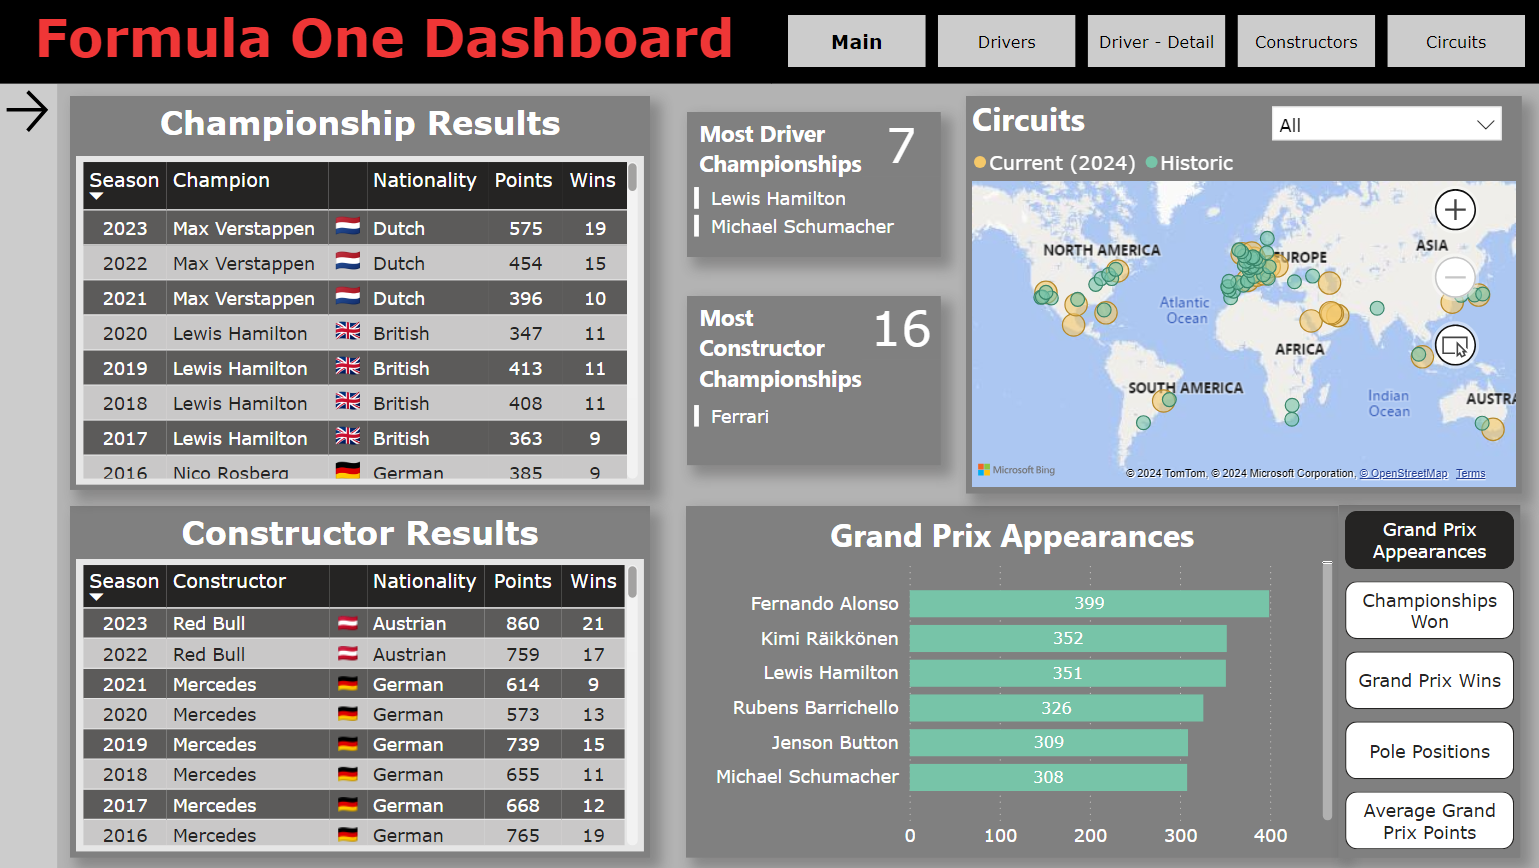 Formula One Dashboard
Main
Drivers
Driver - Detail
Constructors
Circuits
Championship Results
Season Champion Nationality Points Wins
2023 Max Verstappen Dutch 575 19
2022 Max Verstappen Dutch 454 15
2021 Max Verstappen Dutch 396 10
2020 Lewis Hamilton British 347 11
2019 Lewis Hamilton British 413 11
2018 Lewis Hamilton British 408 11
2017 Lewis Hamilton British 363 9
2016 Nico Rosberg German 385 9
Most Driver
Championships
7
Lewis Hamilton
Michael Schumacher
Most
Constructor
Championships
16
Ferrari
Circuits
All
Current (2024) Historic
NORTH AMERICA
EUROPE
ASIA
Atlantic
Ocean
AFRICA
SOUTH AMERICA
Indian
Ocean
AUSTRA
Microsoft Bing
© 2024 TomTom, © 2024 Microsoft Corporation, © OpenStreetMap Terms
Constructor Results
Season Constructor Nationality Points Wins
2023 Red Bull Austrian 860 21
2022 Red Bull Austrian 759 17
2021 Mercedes German 614 9
2020 Mercedes German 573 13
2019 Mercedes German 739 15
2018 Mercedes German 655 11
2017 Mercedes German 668 12
2016 Mercedes German 765 19
Grand Prix Appearances
Fernando Alonso 399
Kimi Räikkönen 352
Lewis Hamilton 351
Rubens Barrichello 326
Jenson Button 309
Michael Schumacher 308
0 100 200 300 400
Grand Prix
Appearances
Championships
Won
Grand Prix Wins
Pole Positions
Average Grand
Prix Points